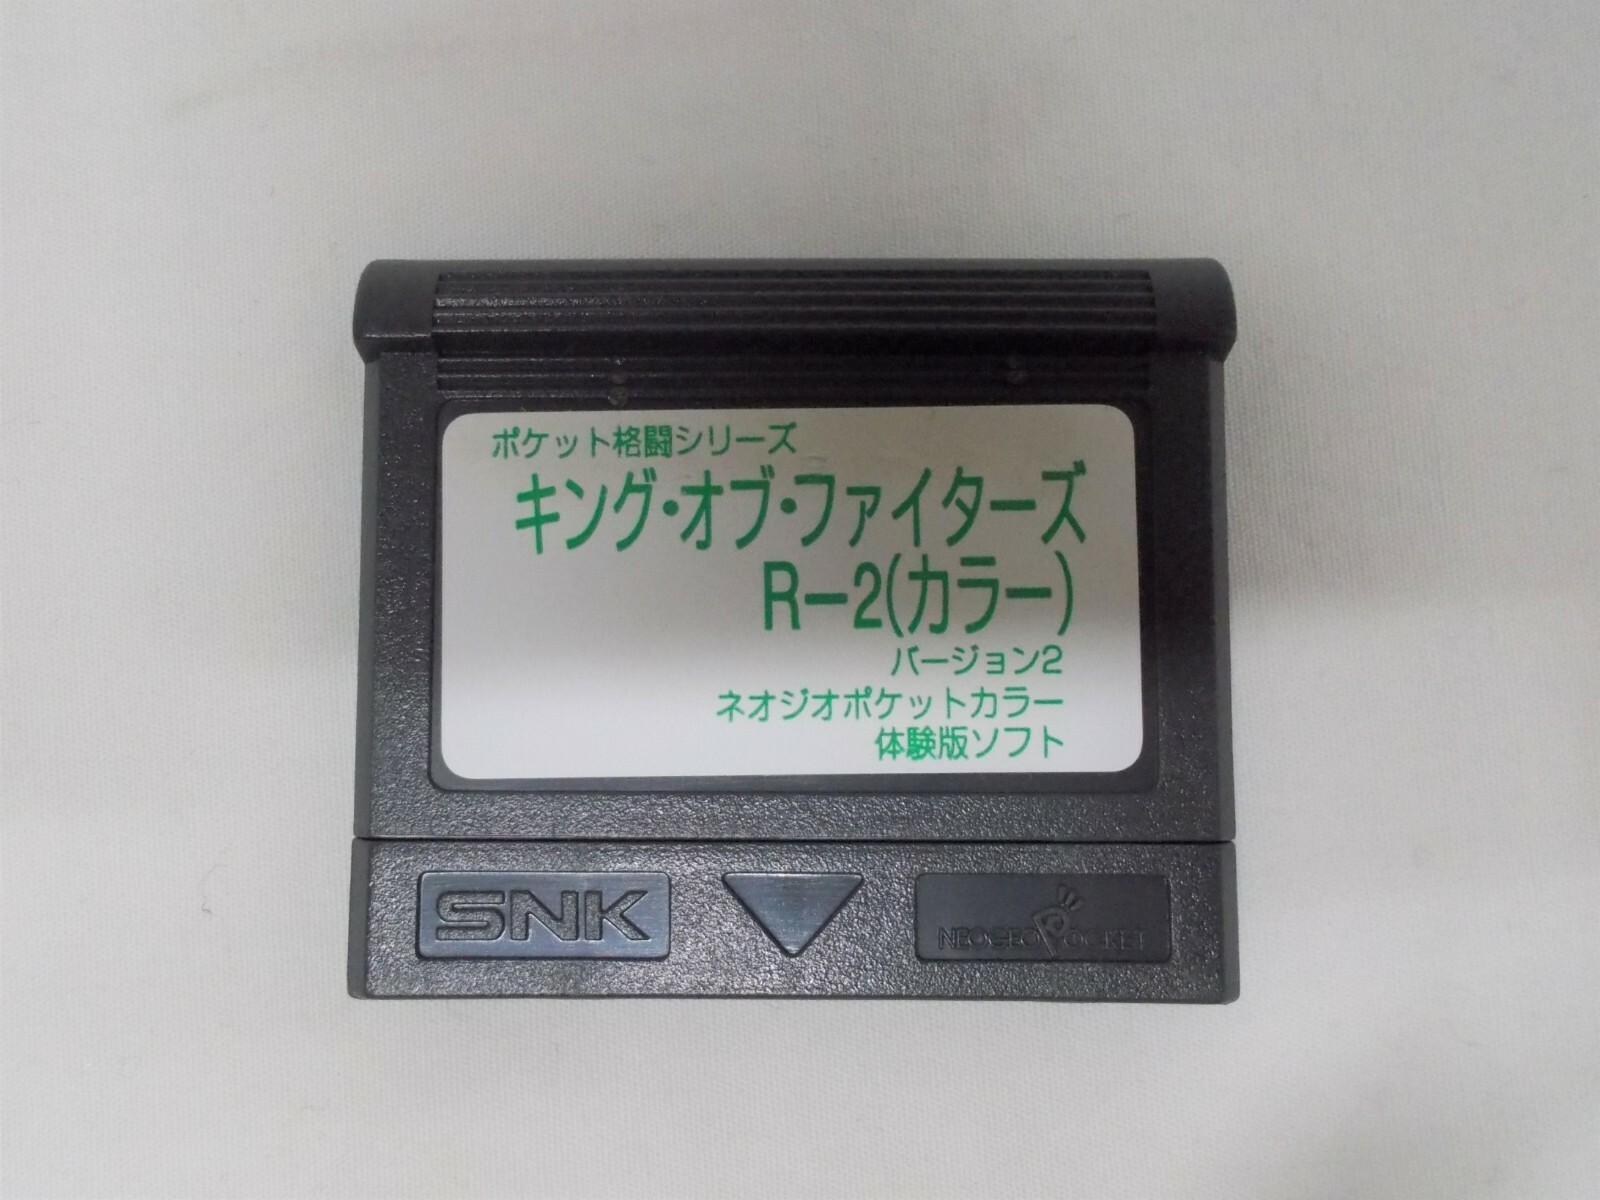 ポケット格闘シリーズ
キング・オブ・ファイターズ
R-2(カラー)
バージョン2
ネオジオポケットカラー
体験版ソフト
SNK
NEOGEO POCKET